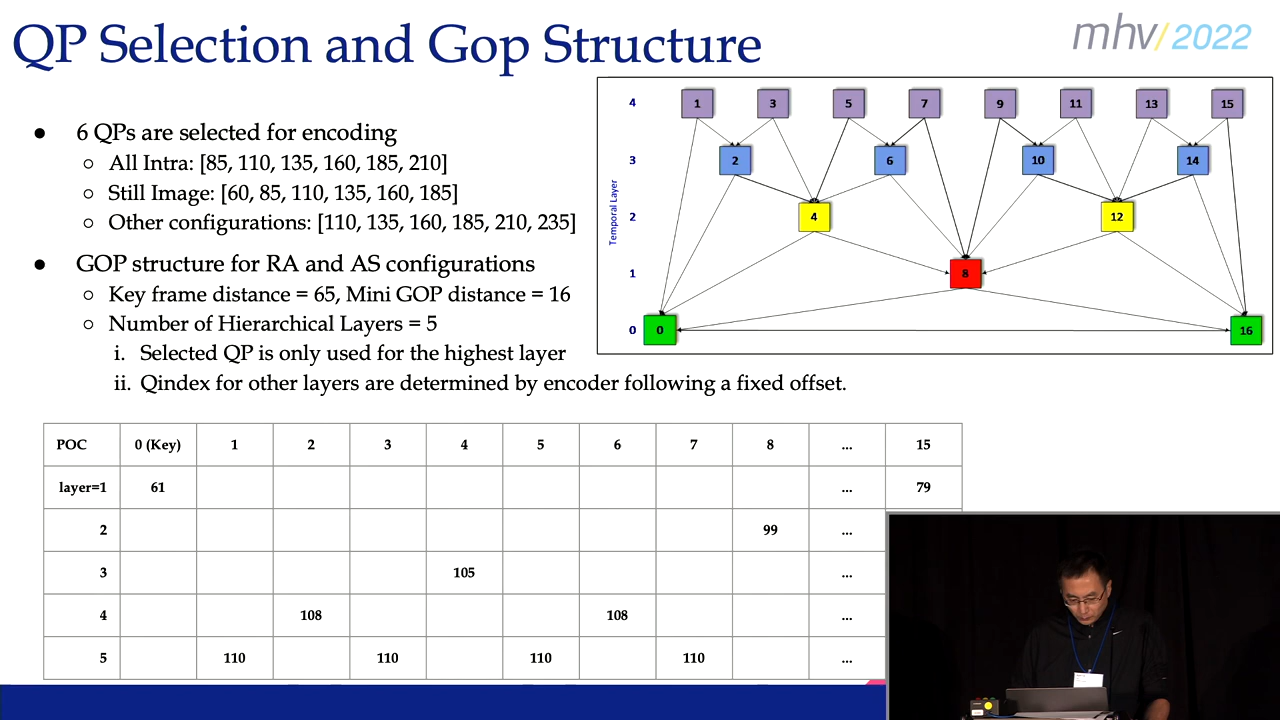 QP Selection and Gop Structure
mhv/2022
● 6 QPs are selected for encoding
○ All Intra: [85, 110, 135, 160, 185, 210]
○ Still Image: [60, 85, 110, 135, 160, 185]
○ Other configurations: [110, 135, 160, 185, 210, 235]
● GOP structure for RA and AS configurations
○ Key frame distance = 65, Mini GOP distance = 16
○ Number of Hierarchical Layers = 5
i. Selected QP is only used for the highest layer
ii. Qindex for other layers are determined by encoder following a fixed offset.
Temporal Layer
4 1 3 5 7 9 11 13 15
3 2 6 10 14
2 4 12
1 8
0 0 16
POC 0 (Key) 1 2 3 4 5 6 7 8 ... 15
layer=1 61 ... 79
2 99 ...
3 105 ...
4 108 108 ...
5 110 110 110 110 ...